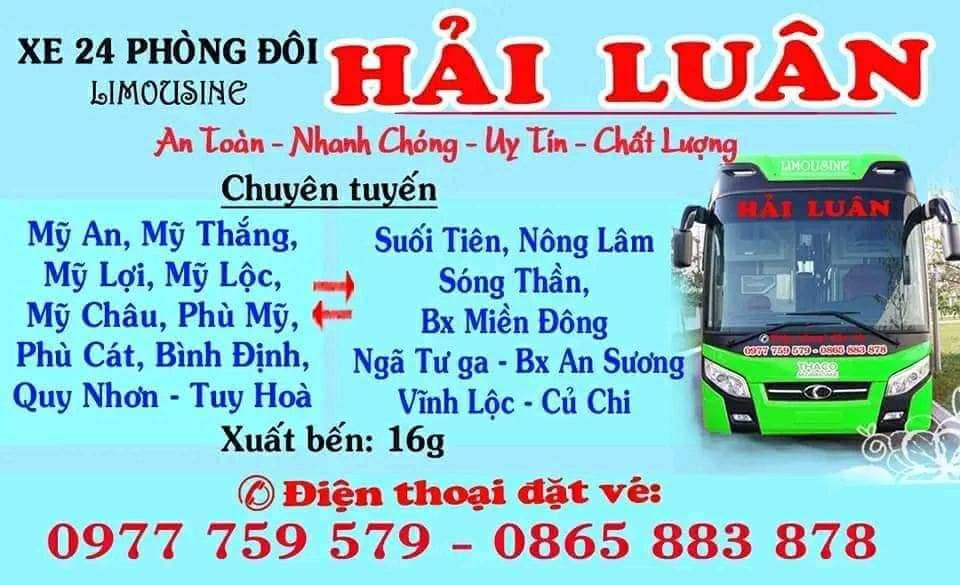 XE 24 PHÒNG ĐÔI
LIMOUSINE
HẢI LUÂN
An Toàn - Nhanh Chóng - Uy Tín - Chất Lượng
Chuyên tuyến
Mỹ An, Mỹ Thắng,
Mỹ Lợi, Mỹ Lộc,
Mỹ Châu, Phù Mỹ,
Phù Cát, Bình Định,
Quy Nhơn - Tuy Hoà
Suối Tiên, Nông Lâm
Sóng Thần,
Bx Miền Đông
Ngã Tư ga - Bx An Sương
Vĩnh Lộc - Củ Chi
Xuất bến: 16g
LIMOUSINE
HẢI LUÂN
Điện thoại đặt vé
0977 759 579 - 0865 883 878
THACO
Điện thoại đặt vé:
0977 759 579 - 0865 883 878